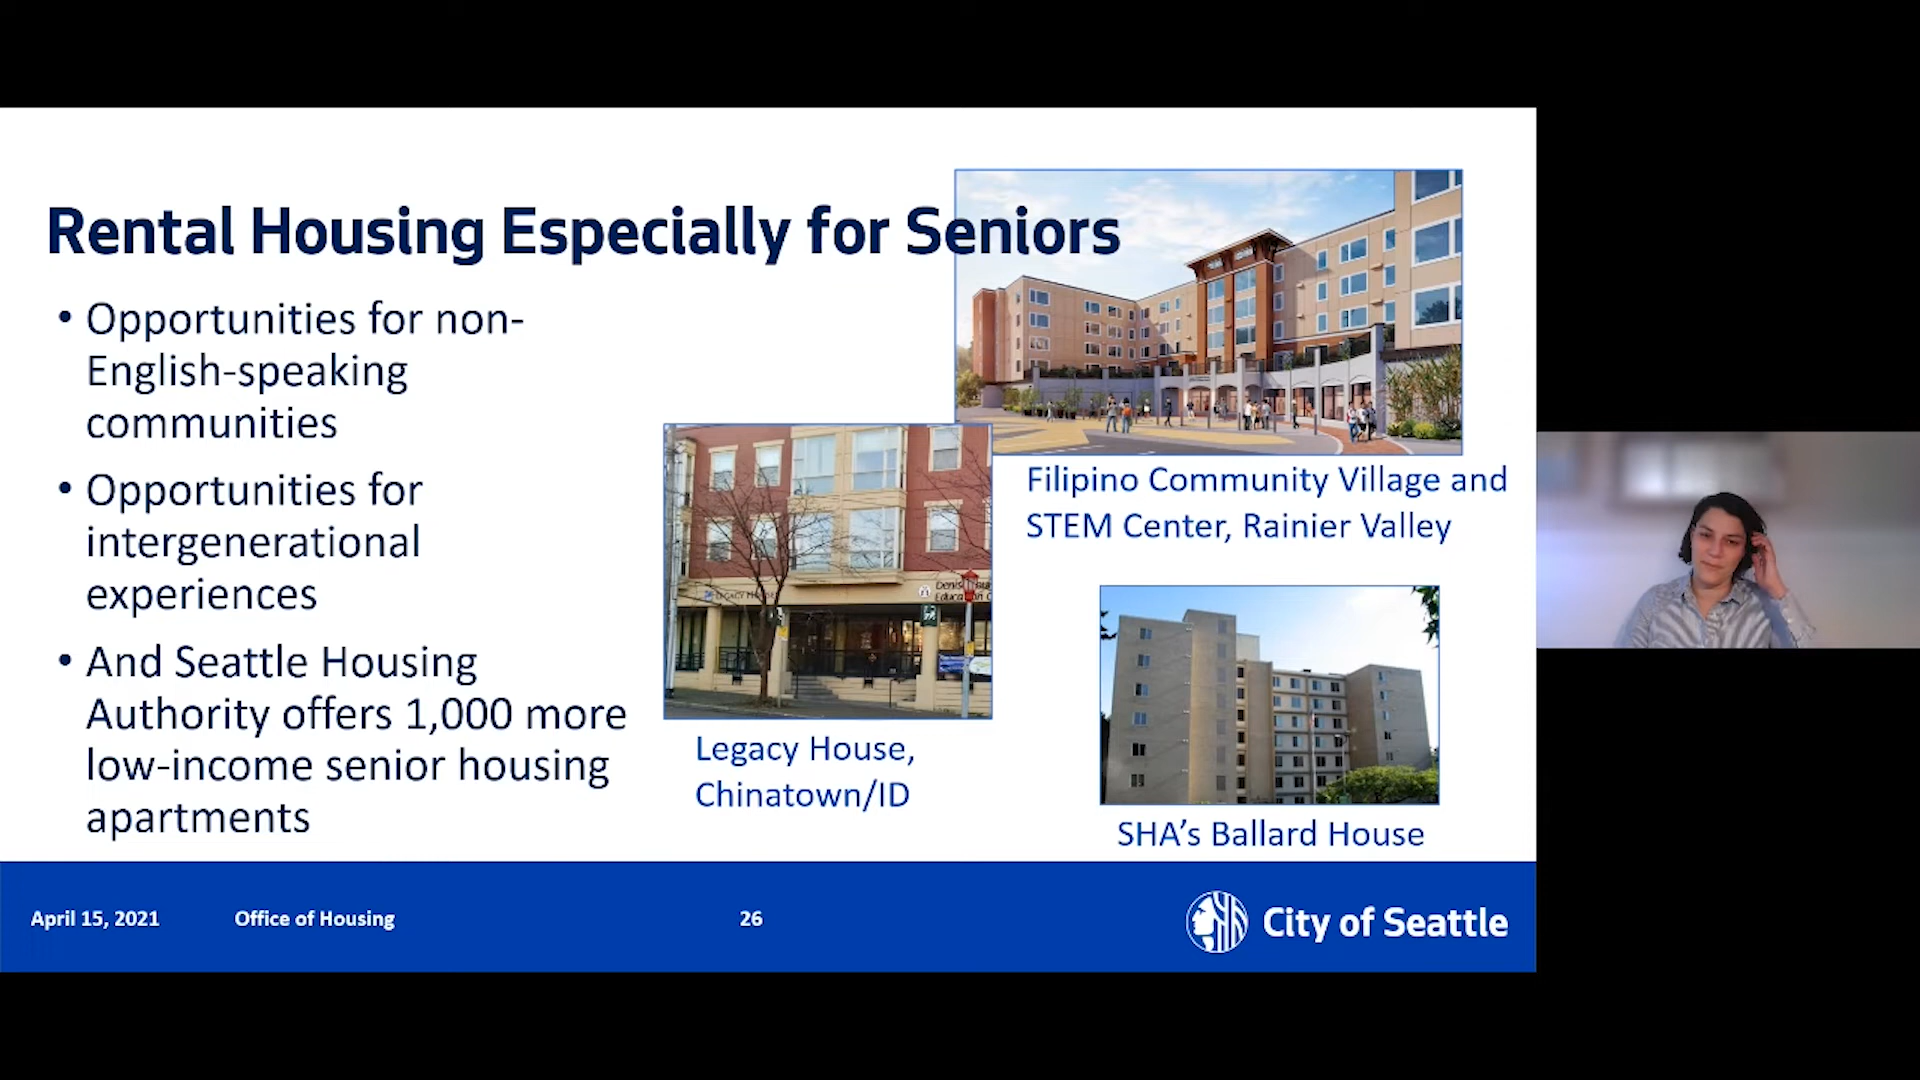 Rental Housing Especially for Seniors
• Opportunities for non-
English-speaking
communities
• Opportunities for
intergenerational
experiences
• And Seattle Housing
Authority offers 1,000 more
low-income senior housing
apartments
Filipino Community Village and
STEM Center, Rainier Valley
LEGACY HOUSE
Legacy House,
Chinatown/ID
SHA's Ballard House
April 15, 2021
Office of Housing
26
City of Seattle